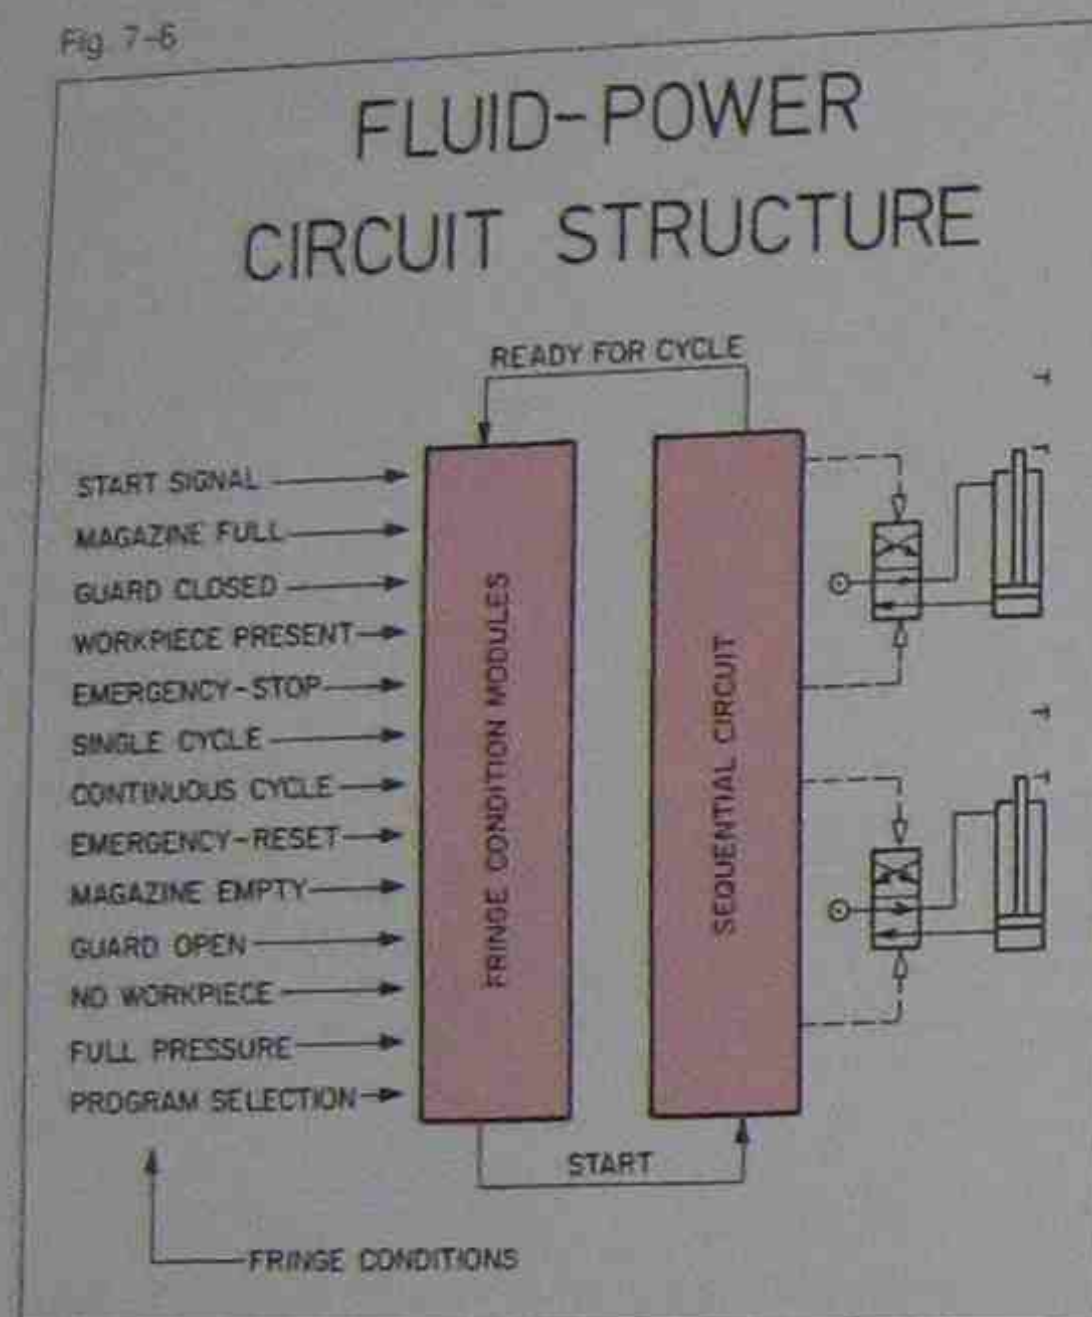 Fig. 7-6
FLUID-POWER
CIRCUIT STRUCTURE
READY FOR CYCLE
START SIGNAL
MAGAZINE FULL
GUARD CLOSED
WORKPIECE PRESENT
EMERGENCY-STOP
SINGLE CYCLE
CONTINUOUS CYCLE
EMERGENCY-RESET
MAGAZINE EMPTY
GUARD OPEN
NO WORKPIECE
FULL PRESSURE
PROGRAM SELECTION
FRINGE CONDITION MODULES
SEQUENTIAL CIRCUIT
START
FRINGE CONDITIONS